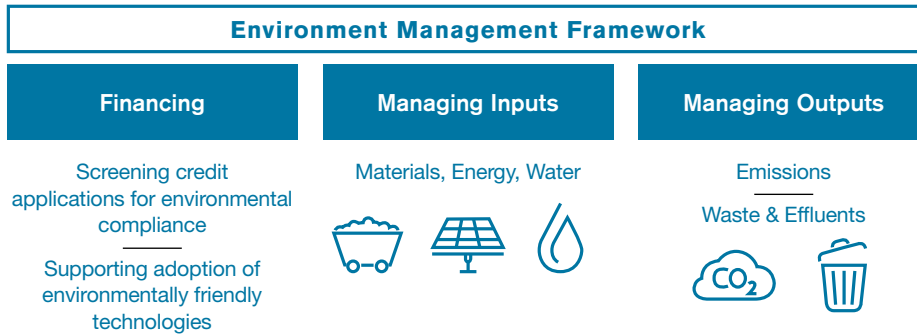 Environment Management Framework
Financing
Screening credit
applications for environmental
compliance
Supporting adoption of
environmentally friendly
technologies
Managing Inputs
Materials, Energy, Water
Managing Outputs
Emissions
Waste & Effluents
CO2